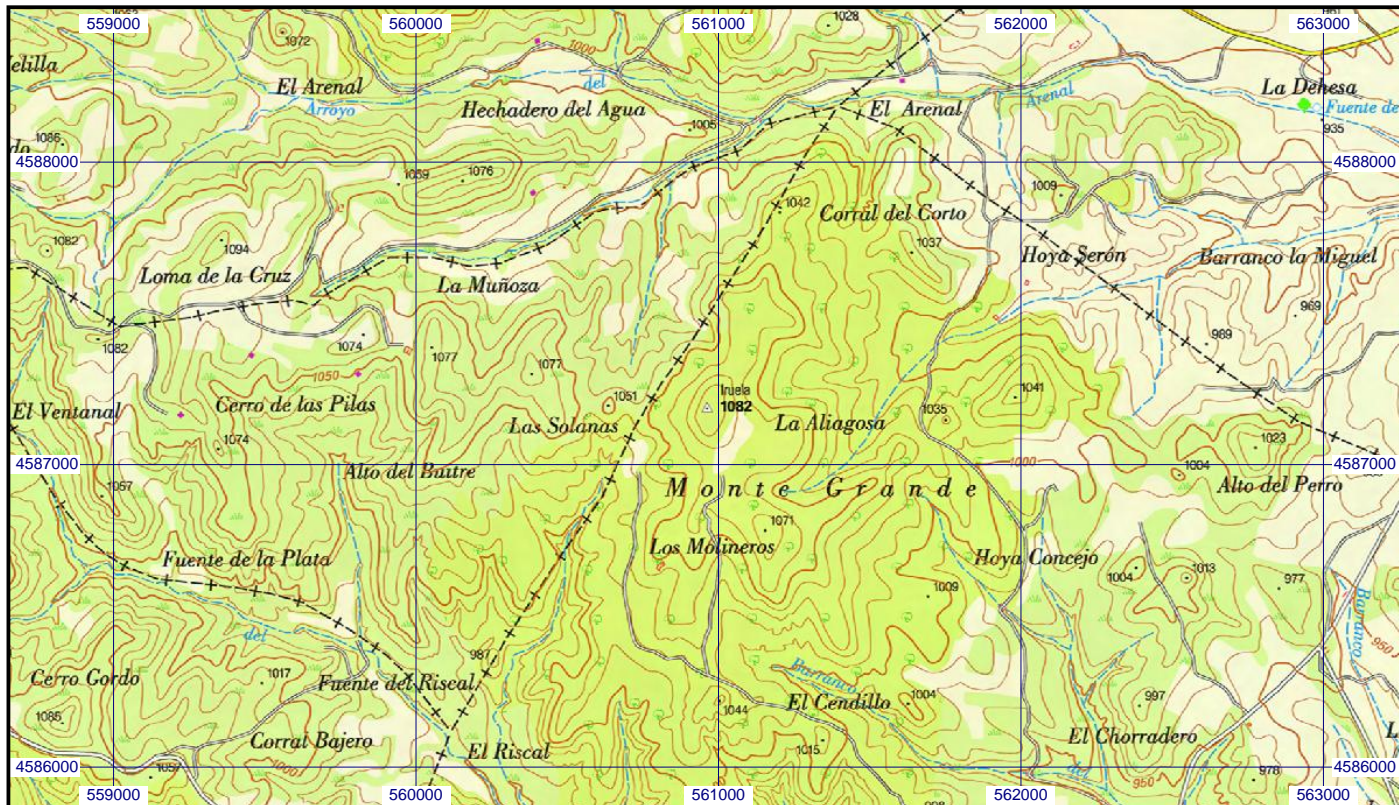 559000 560000 561000 562000 563000
1072
1000
1028
El Arenal
Arroyo
del
Hechadero del Agua
1005
El Arenal
Arenal
La Dehesa
Fuente de
935
1086
4588000 4588000
1059
1076
1042
Corral del Corto
1009
1082
1094
1037
Hoya Serón
Barranco la Miguel
Loma de la Cruz
La Muñoza
969
989
1082
1074
1077
1077
1050
1041
Iruela
1082
El Ventanal
Cerro de las Pilas
1051
Las Solanas
La Aliagosa
1035
1074
1023
4587000 4587000
1000
1004
Alto del Buitre
Monte Grande
Alto del Perro
1057
1071
Los Molineros
Fuente de la Plata
Hoya Concejo
1004
1013
977
1009
Barranco
del
950
987
Cerro Gordo
1017
Fuente del Riscal
Barranco
El Cendillo
1004
997
1085
1044
Corral Bajero
El Riscal
1015
El Chorradero
4586000 4586000
1057
1000
del
950
978
559000 560000 561000 562000 563000